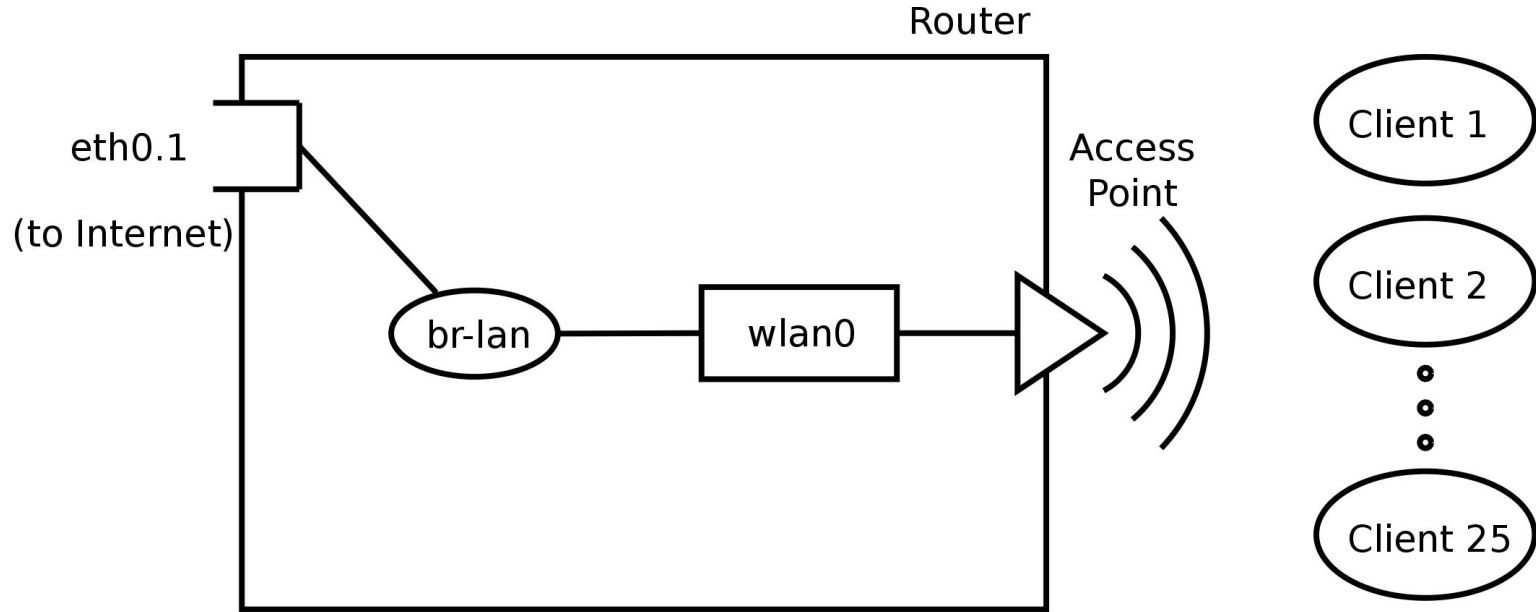 Router
eth0.1
(to Internet)
br-lan
wlan0
Access
Point
Client 1
Client 2
Client 25